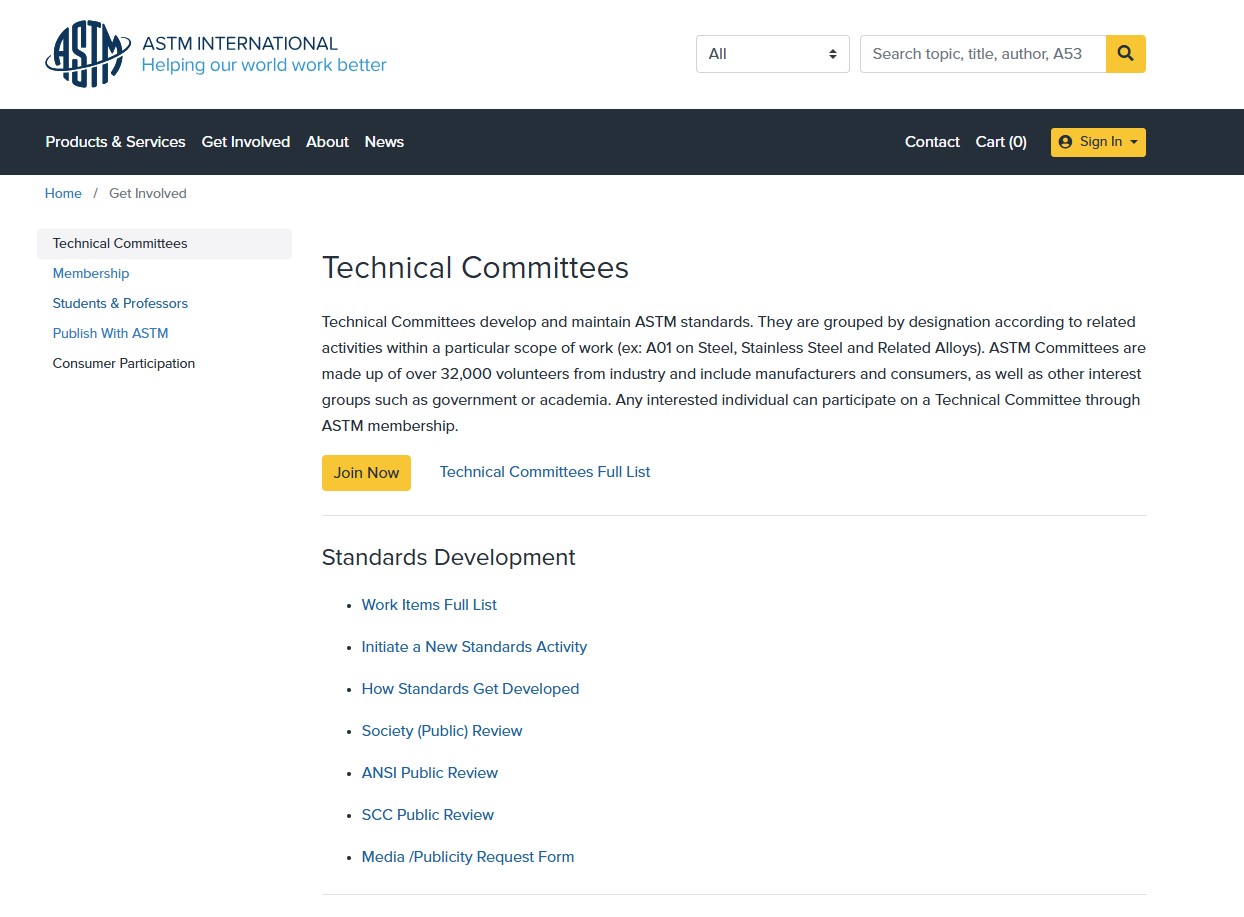 ASTM
ASTM INTERNATIONAL
Helping our world work better
All
Search topic, title, author, A53
Products & Services Get Involved About News
Contact Cart (0) Sign In
Home / Get Involved
Technical Committees
Membership
Students & Professors
Publish With ASTM
Consumer Participation
Technical Committees
Technical Committees develop and maintain ASTM standards. They are grouped by designation according to related
activities within a particular scope of work (ex: A01 on Steel, Stainless Steel and Related Alloys). ASTM Committees are
made up of over 32,000 volunteers from industry and include manufacturers and consumers, as well as other interest
groups such as government or academia. Any interested individual can participate on a Technical Committee through
ASTM membership.
Join Now Technical Committees Full List
Standards Development
• Work Items Full List
• Initiate a New Standards Activity
• How Standards Get Developed
• Society (Public) Review
• ANSI Public Review
• SCC Public Review
• Media /Publicity Request Form